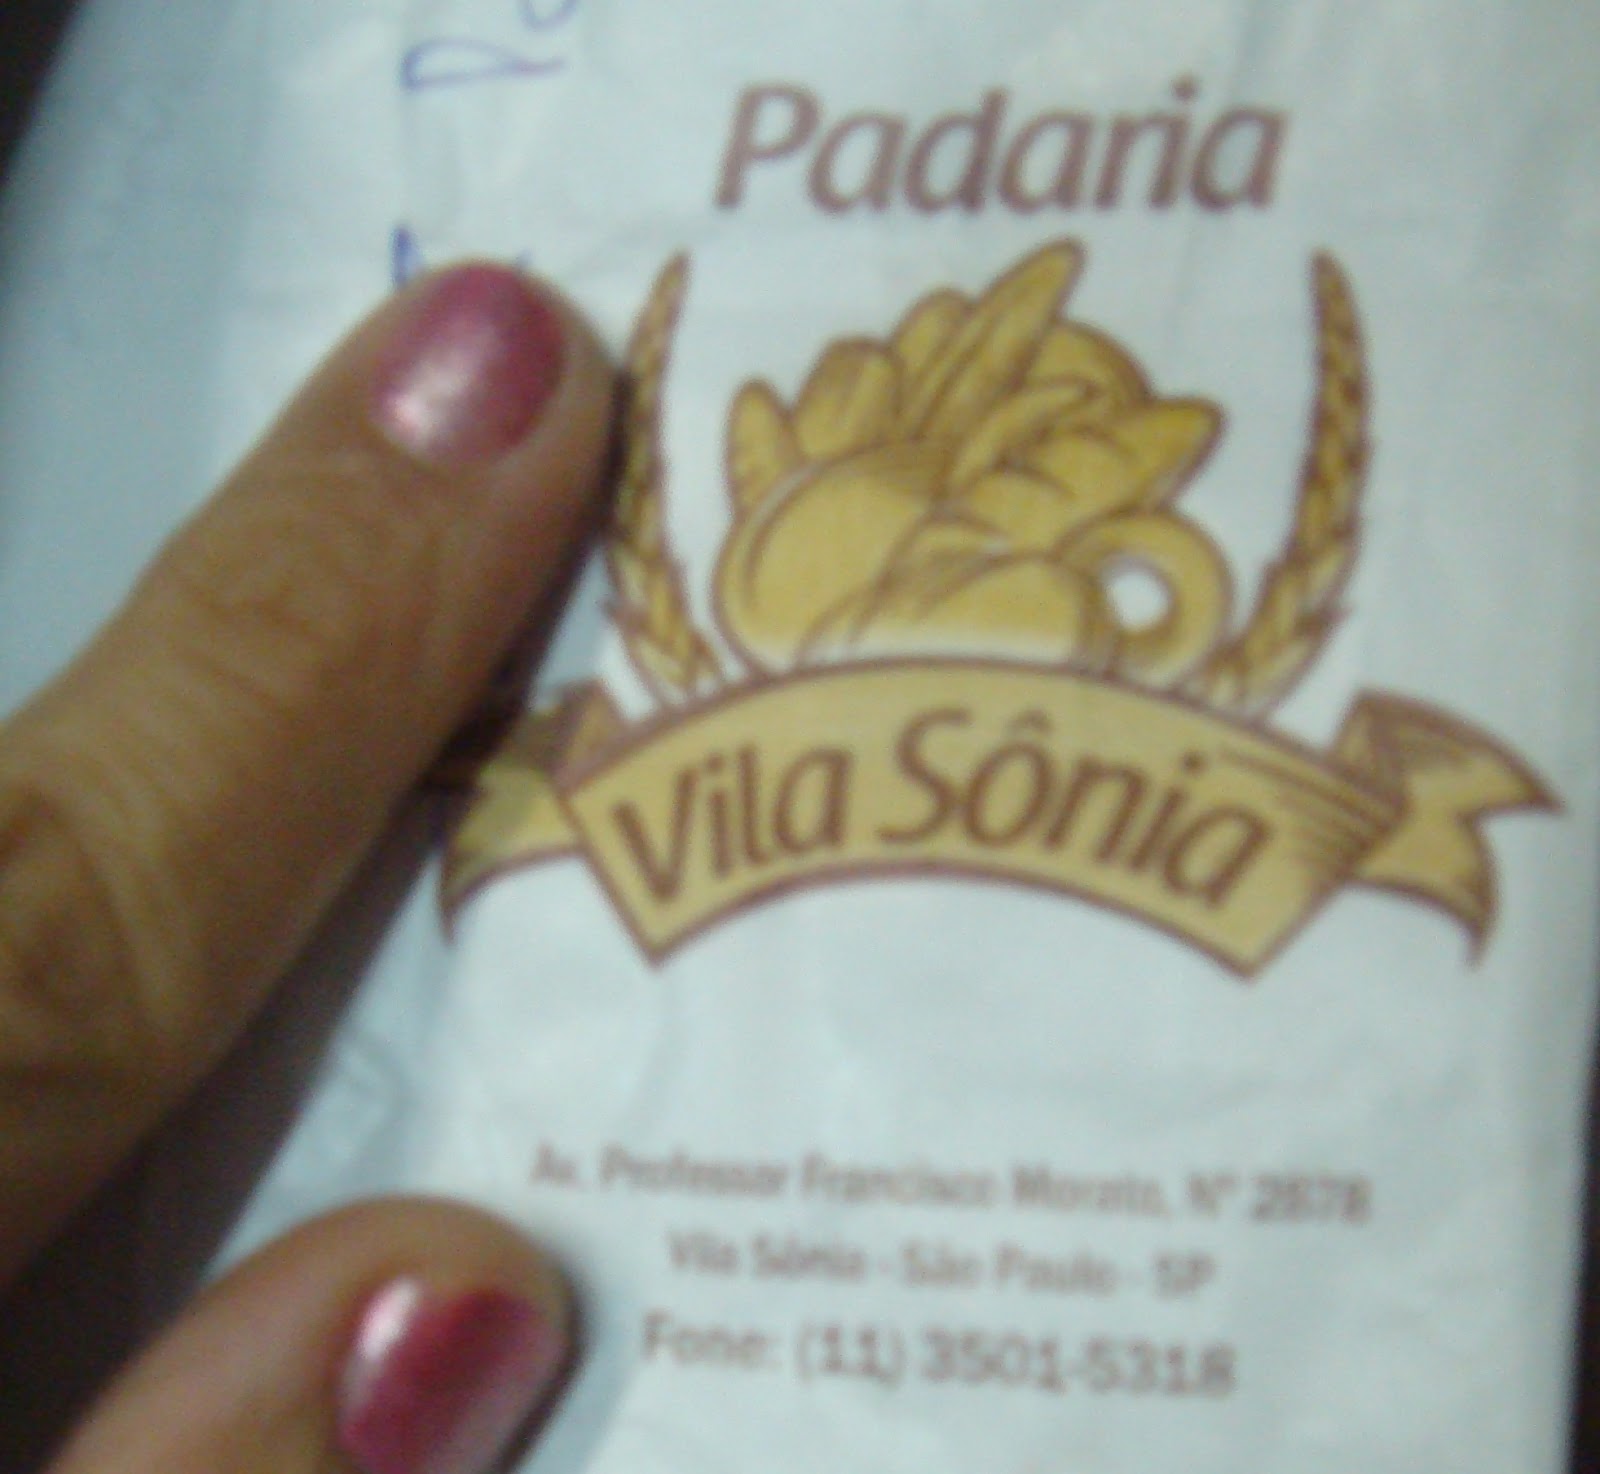 Padaria
Vila Sônia
Av. Professor Francisco Morato, Nº 2878
Vila Sônia - São Paulo - SP
Fone: (11) 3501-5318